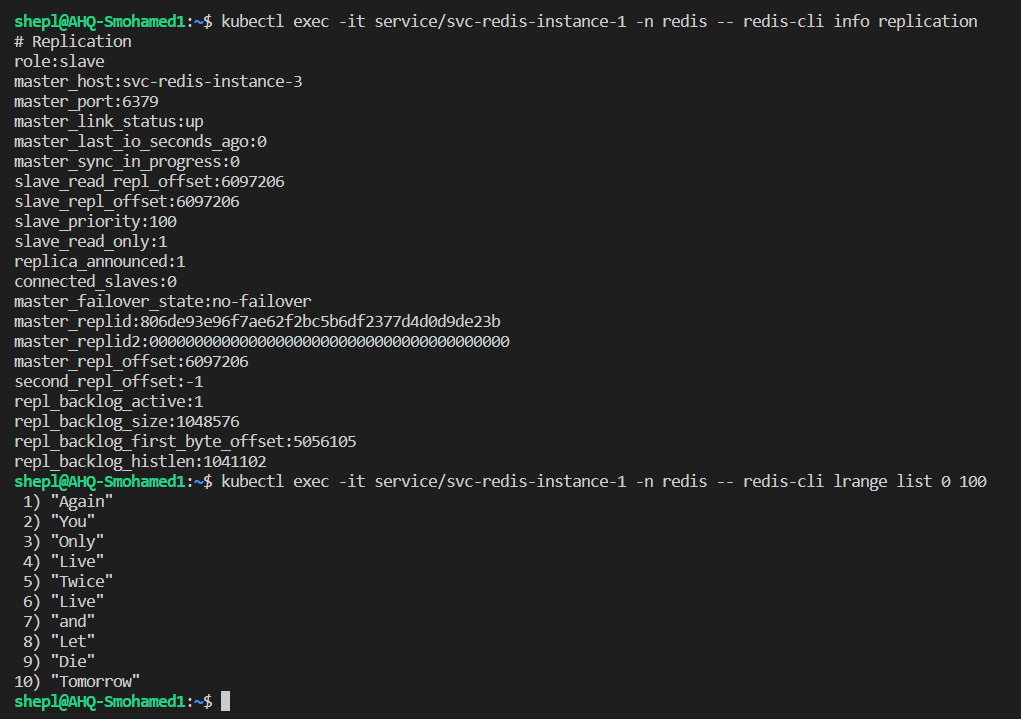 shepl@AHQ-Smohamed1:~$ kubectl exec -it service/svc-redis-instance-1 -n redis -- redis-cli info replication
# Replication
role:slave
master_host:svc-redis-instance-3
master_port:6379
master_link_status:up
master_last_io_seconds_ago:0
master_sync_in_progress:0
slave_read_repl_offset:6097206
slave_repl_offset:6097206
slave_priority:100
slave_read_only:1
replica_announced:1
connected_slaves:0
master_failover_state:no-failover
master_replid:806de93e96f7ae62f2bc5b6df2377d4d0d9de23b
master_replid2:0000000000000000000000000000000000000000
master_repl_offset:6097206
second_repl_offset:-1
repl_backlog_active:1
repl_backlog_size:1048576
repl_backlog_first_byte_offset:5056105
repl_backlog_histlen:1041102
shepl@AHQ-Smohamed1:~$ kubectl exec -it service/svc-redis-instance-1 -n redis -- redis-cli lrange list 0 100
 1) "Again"
 2) "You"
 3) "Only"
 4) "Live"
 5) "Twice"
 6) "Live"
 7) "and"
 8) "Let"
 9) "Die"
10) "Tomorrow"
shepl@AHQ-Smohamed1:~$